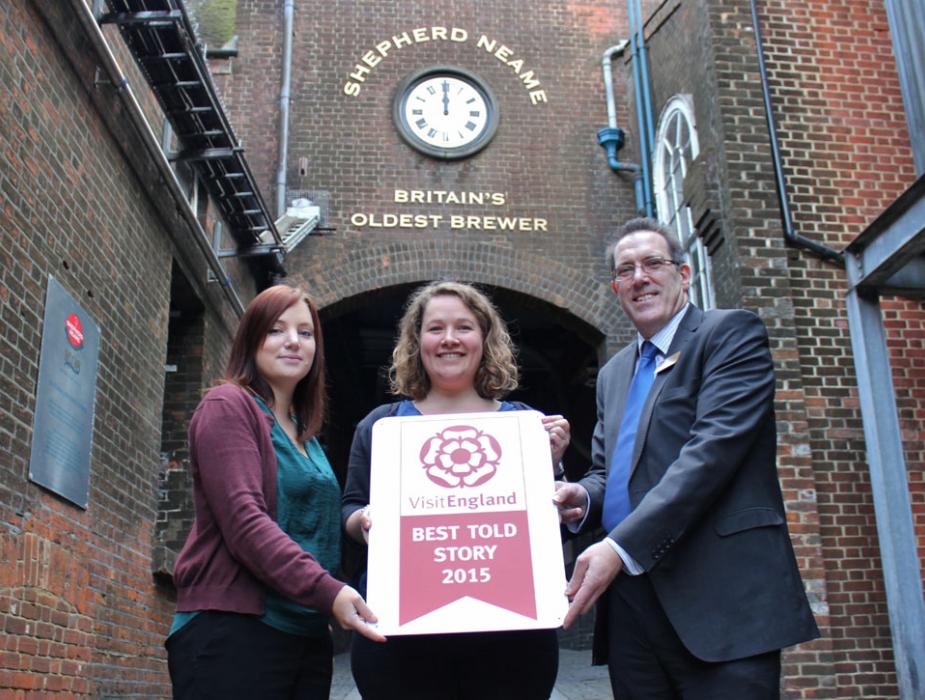 SHEPHERD NEAME
BRITAIN'S
OLDEST BREWER
VisitEngland
BEST TOLD
STORY
2015